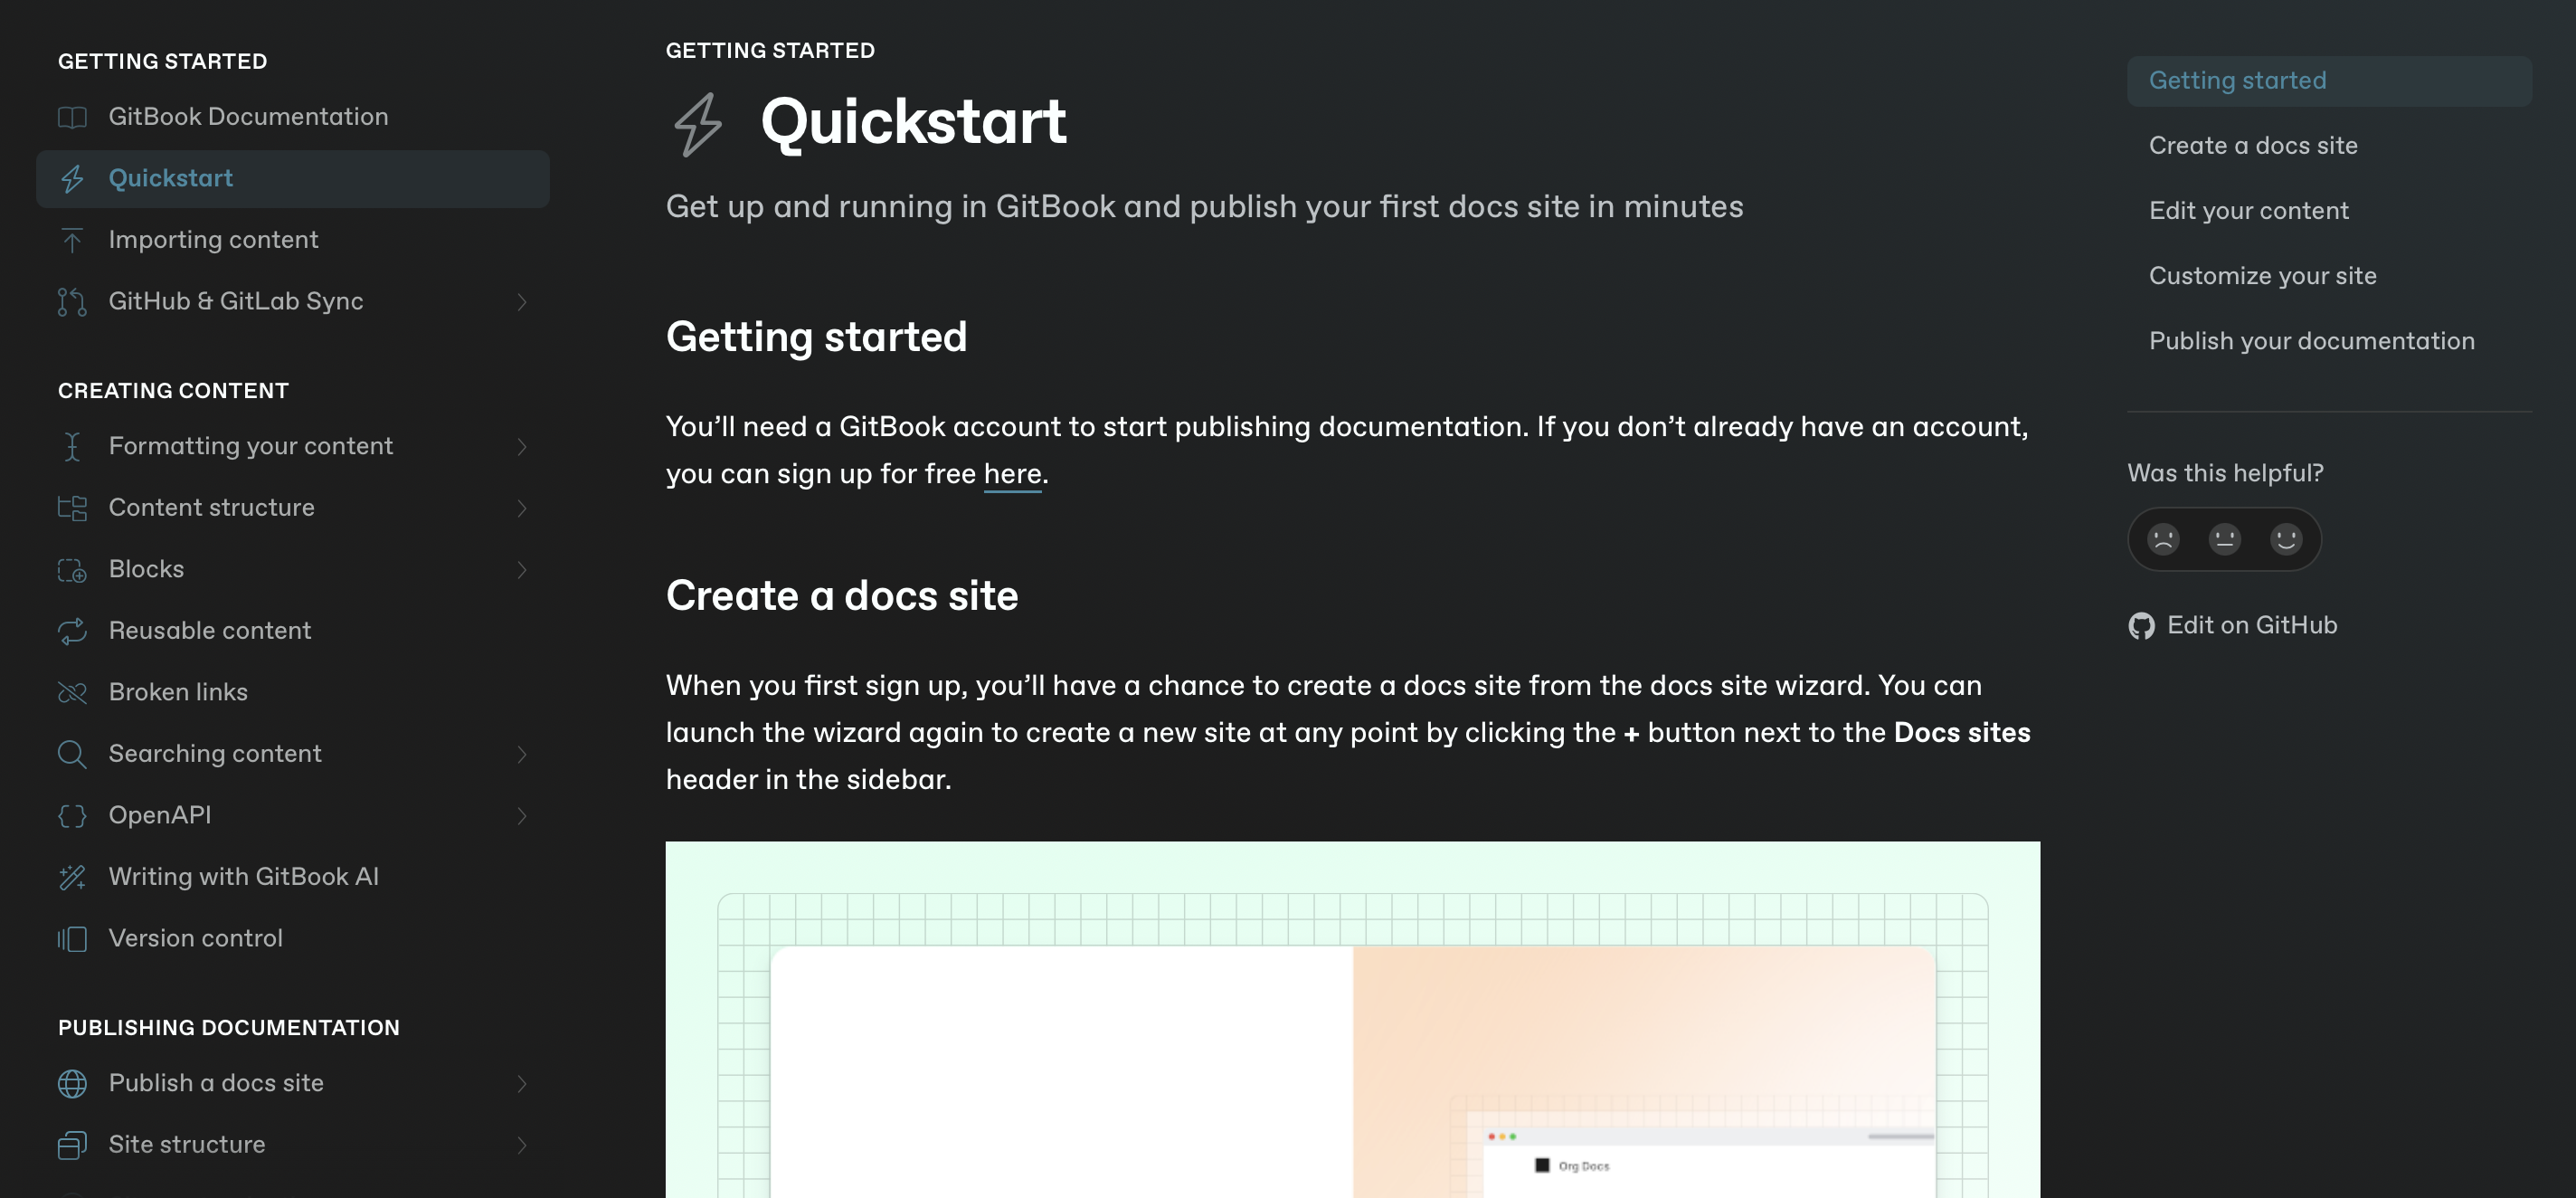 GETTING STARTED
GitBook Documentation
Quickstart
Importing content
GitHub & GitLab Sync
CREATING CONTENT
Formatting your content
Content structure
Blocks
Reusable content
Broken links
Searching content
OpenAPI
Writing with GitBook AI
Version control
PUBLISHING DOCUMENTATION
Publish a docs site
Site structure
GETTING STARTED
Quickstart
Get up and running in GitBook and publish your first docs site in minutes
Getting started
You’ll need a GitBook account to start publishing documentation. If you don’t already have an account,
you can sign up for free here.
Create a docs site
When you first sign up, you’ll have a chance to create a docs site from the docs site wizard. You can
launch the wizard again to create a new site at any point by clicking the + button next to the Docs sites
header in the sidebar.
Org Docs
Getting started
Create a docs site
Edit your content
Customize your site
Publish your documentation
Was this helpful?
Edit on GitHub